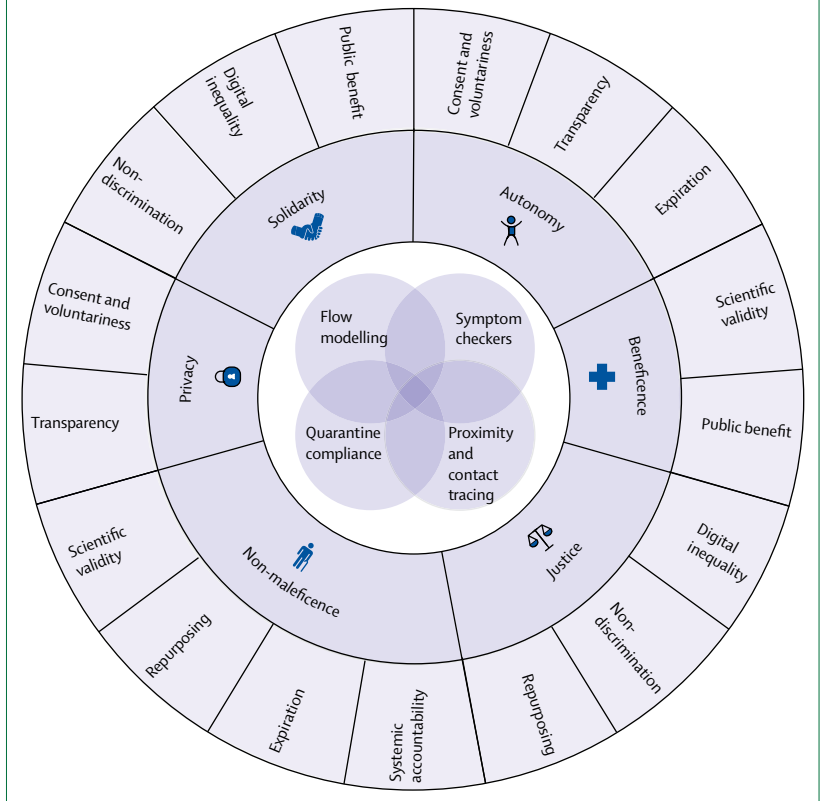 Consent and
voluntariness
Transparency
Expiration
Scientific
validity
Public benefit
Digital
inequality
Non-
discrimination
Repurposing
Systemic
accountability
Expiration
Repurposing
Scientific
validity
Transparency
Consent and
voluntariness
Non-
discrimination
Digital
inequality
Public benefit
Autonomy
Beneficence
Justice
Non-maleficence
Privacy
Solidarity
Flow
modelling
Symptom
checkers
Quarantine
compliance
Proximity
and
contact
tracing